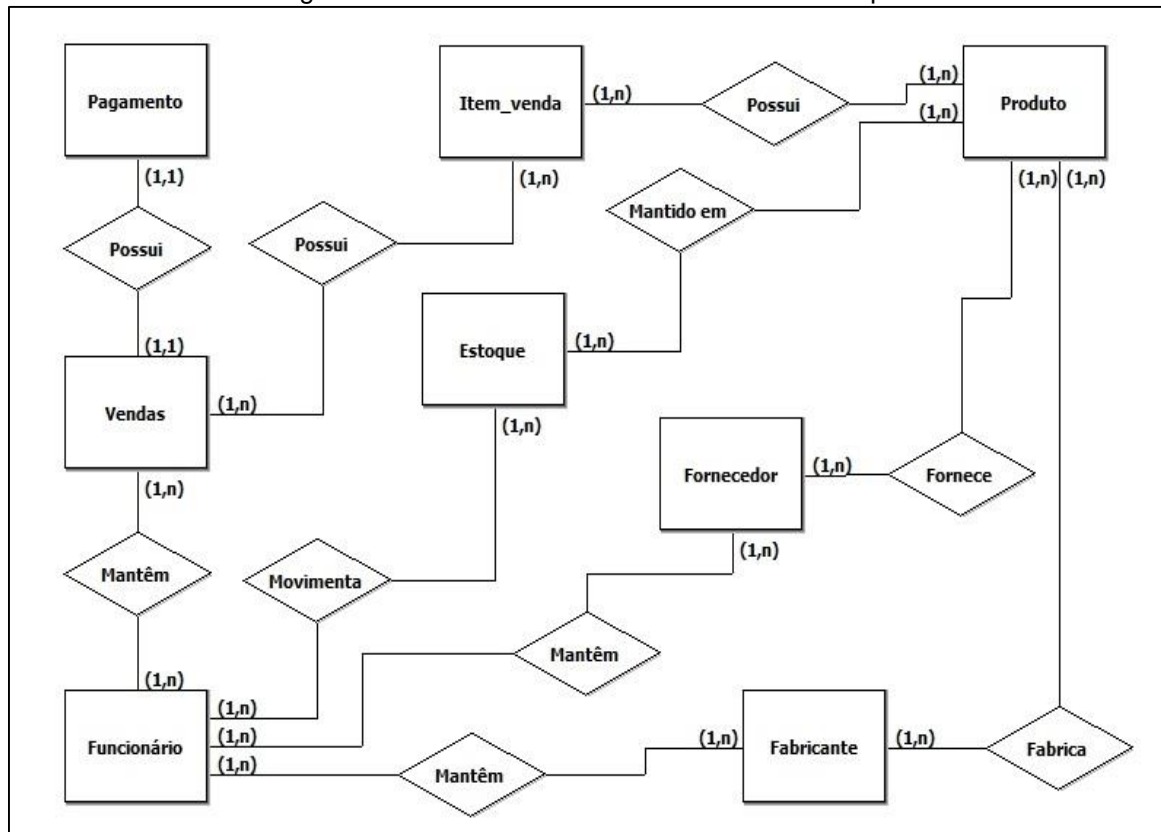 Pagamento
Item_venda
(1,n)
Possui
(1,n)
Produto
(1,n)
(1,1)
(1,n)
(1,n)
(1,n)
Mantido em
Possui
Possui
Estoque
(1,n)
(1,1)
Vendas
(1,n)
(1,n)
Fornecedor
(1,n)
Fornece
(1,n)
(1,n)
Mantêm
Movimenta
Mantêm
(1,n)
(1,n)
(1,n)
(1,n)
Funcionário
(1,n)
Fabricante
(1,n)
Fabrica
Mantêm
(1,n)